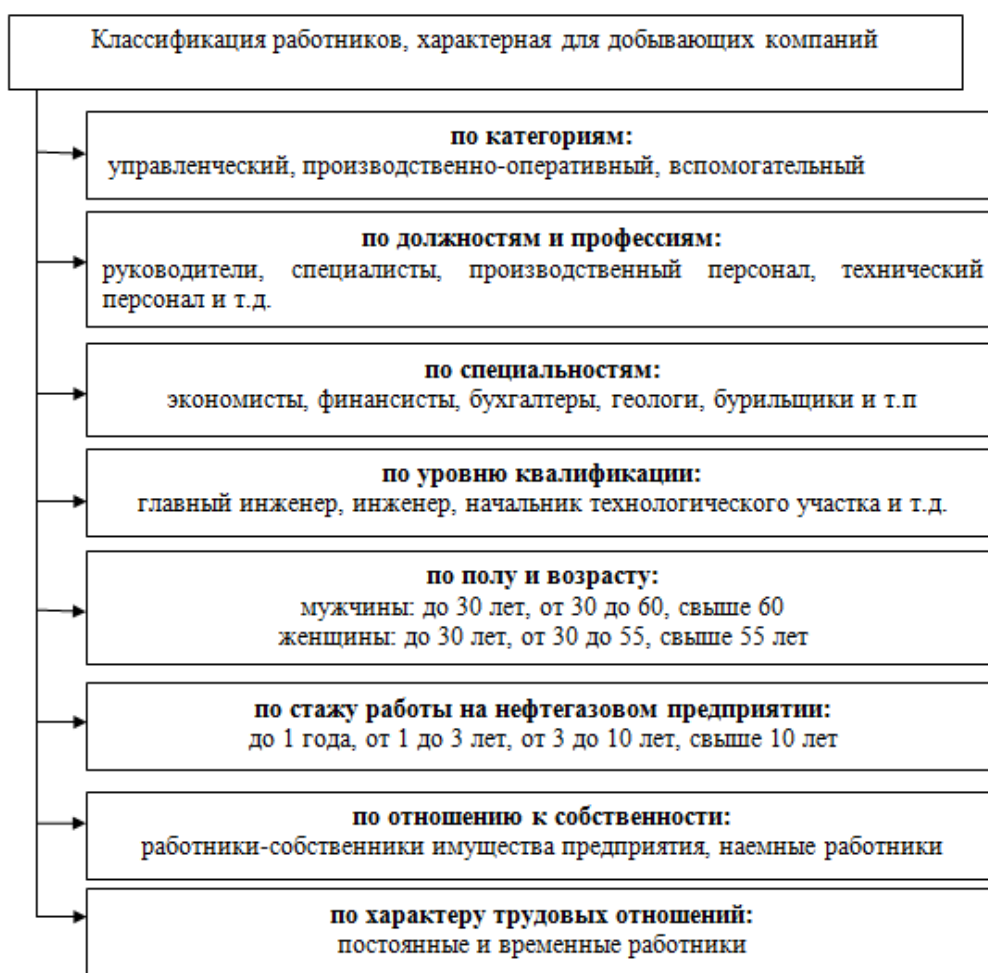 Классификация работников, характерная для добывающих компаний
по категориям:
управленческий, производственно-оперативный, вспомогательный
по должностям и профессиям:
руководители, специалисты, производственный персонал, технический
персонал и т.д.
по специальностям:
экономисты, финансисты, бухгалтеры, геологи, бурильщики и т.п
по уровню квалификации:
главный инженер, инженер, начальник технологического участка и т.д.
по полу и возрасту:
мужчины: до 30 лет, от 30 до 60, свыше 60
женщины: до 30 лет, от 30 до 55, свыше 55 лет
по стажу работы на нефтегазовом предприятии:
до 1 года, от 1 до 3 лет, от 3 до 10 лет, свыше 10 лет
по отношению к собственности:
работники-собственники имущества предприятия, наемные работники
по характеру трудовых отношений:
постоянные и временные работники